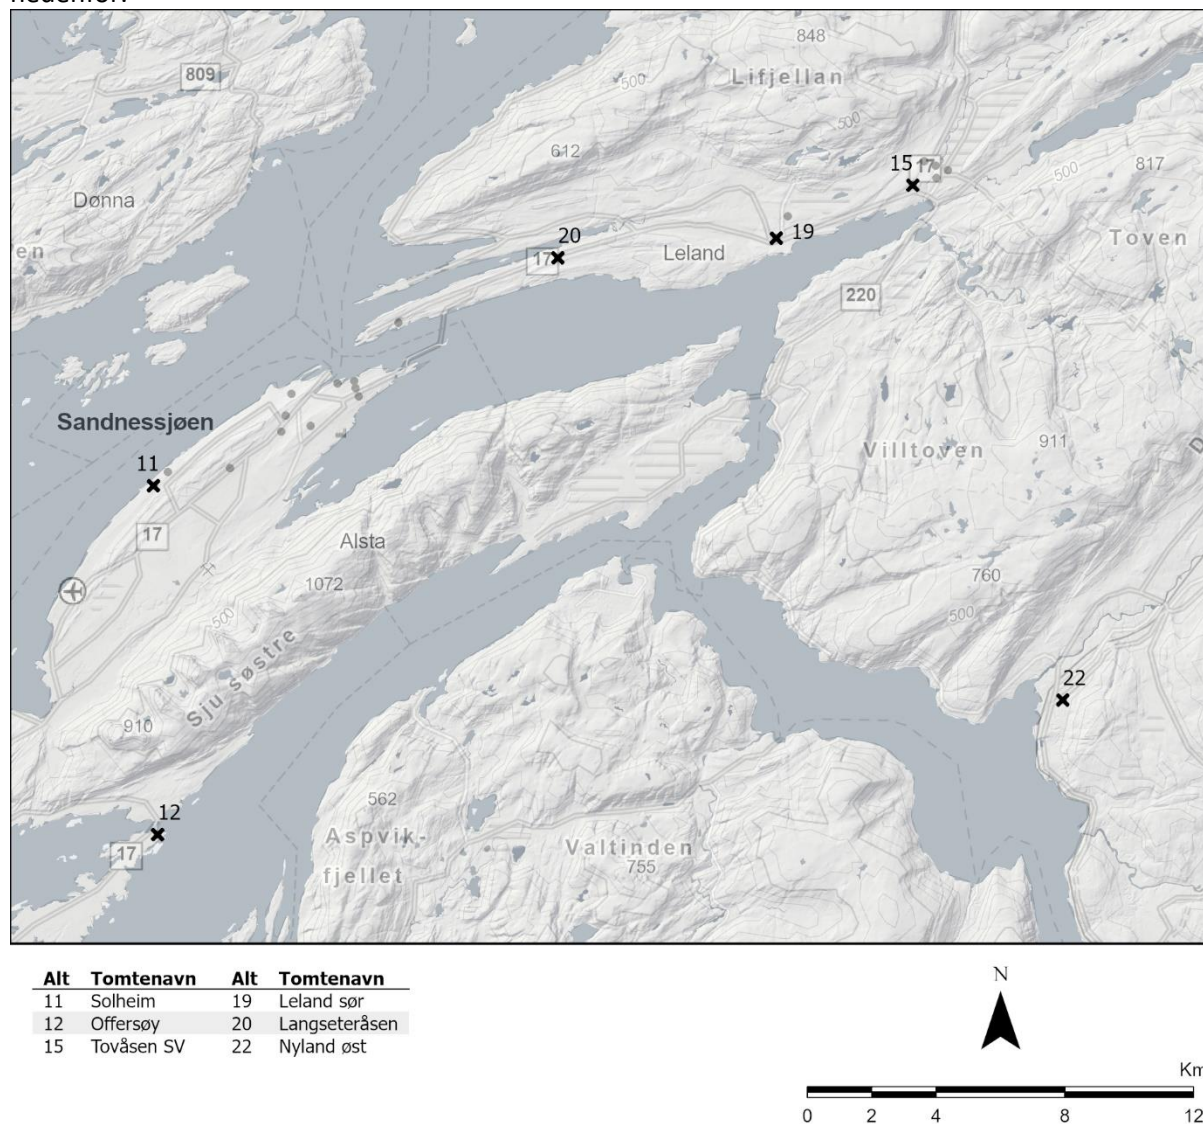 848
Lifjellan
809
500
500
612
15
17
500
817
Dønna
en
20
19
Leland
Toven
17
220
Sandnessjøen
11
Villtoven
911
17
Alsta
1072
500
760
500
Sju søstre
910
22
562
12
Aspvik-
fjellet
Valtinden
755
17
Alt Tomtenavn Alt Tomtenavn
11 Solheim 19 Leland sør
12 Offersøy 20 Langseteråsen
15 Tovåsen SV 22 Nyland øst
N
Km
0 2 4 8 12